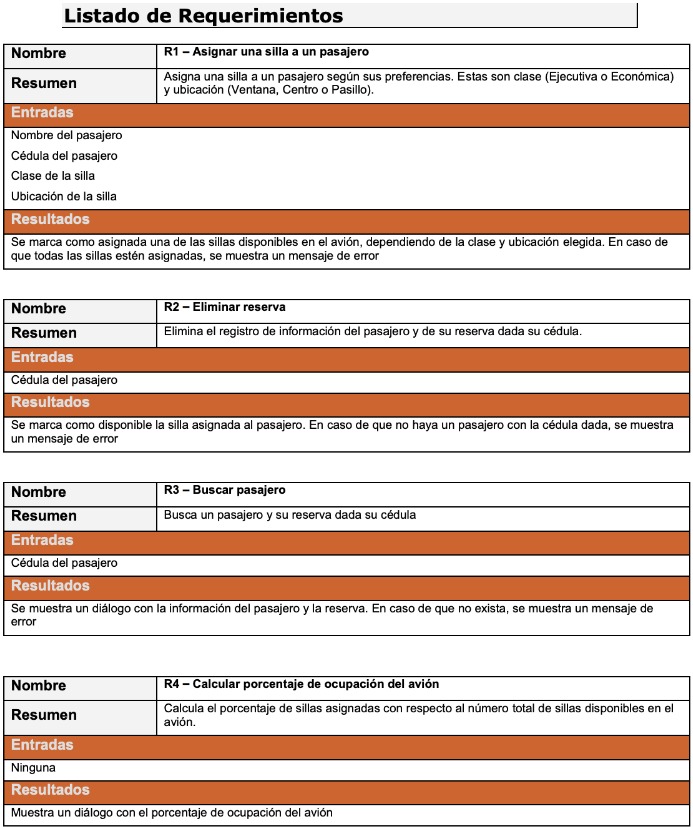 Listado de Requerimientos
Nombre
R1 – Asignar una silla a un pasajero
Resumen
Asigna una silla a un pasajero según sus preferencias. Estas son clase (Ejecutiva o Económica)
y ubicación (Ventana, Centro o Pasillo).
Entradas
Nombre del pasajero
Cédula del pasajero
Clase de la silla
Ubicación de la silla
Resultados
Se marca como asignada una de las sillas disponibles en el avión, dependiendo de la clase y ubicación elegida. En caso de
que todas las sillas estén asignadas, se muestra un mensaje de error
Nombre
R2 – Eliminar reserva
Resumen
Elimina el registro de información del pasajero y de su reserva dada su cédula.
Entradas
Cédula del pasajero
Resultados
Se marca como disponible la silla asignada al pasajero. En caso de que no haya un pasajero con la cédula dada, se muestra
un mensaje de error
Nombre
R3 – Buscar pasajero
Resumen
Busca un pasajero y su reserva dada su cédula
Entradas
Cédula del pasajero
Resultados
Se muestra un diálogo con la información del pasajero y la reserva. En caso de que no exista, se muestra un mensaje de
error
Nombre
R4 – Calcular porcentaje de ocupación del avión
Resumen
Calcula el porcentaje de sillas asignadas con respecto al número total de sillas disponibles en el
avión.
Entradas
Ninguna
Resultados
Muestra un diálogo con el porcentaje de ocupación del avión